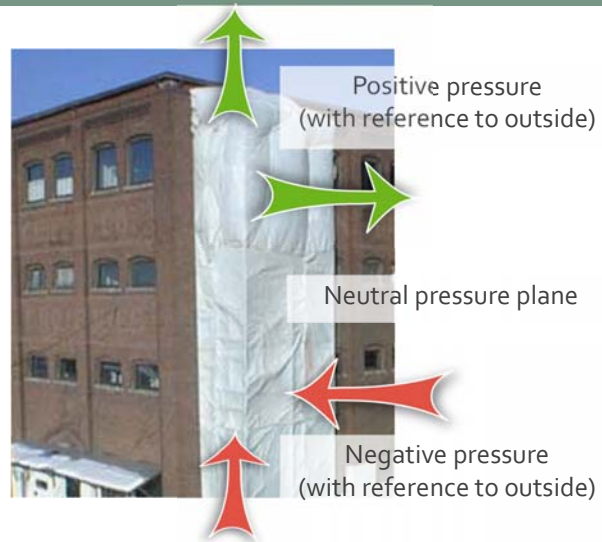 Positive pressure
(with reference to outside)
Neutral pressure plane
Negative pressure
(with reference to outside)